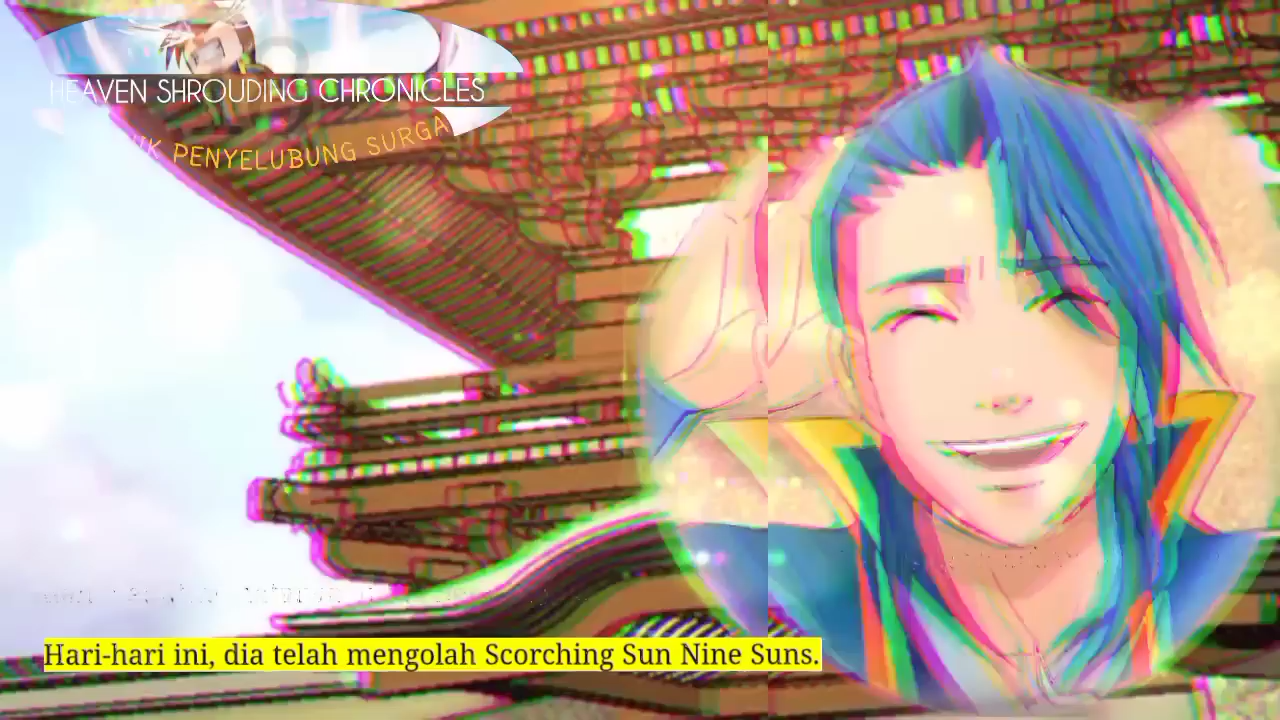 HEAVEN SHROUDING CHRONICLES
PENYELUBUNG SURGA
Hari-hari ini, dia telah mengolah Scorching Sun Nine Suns.